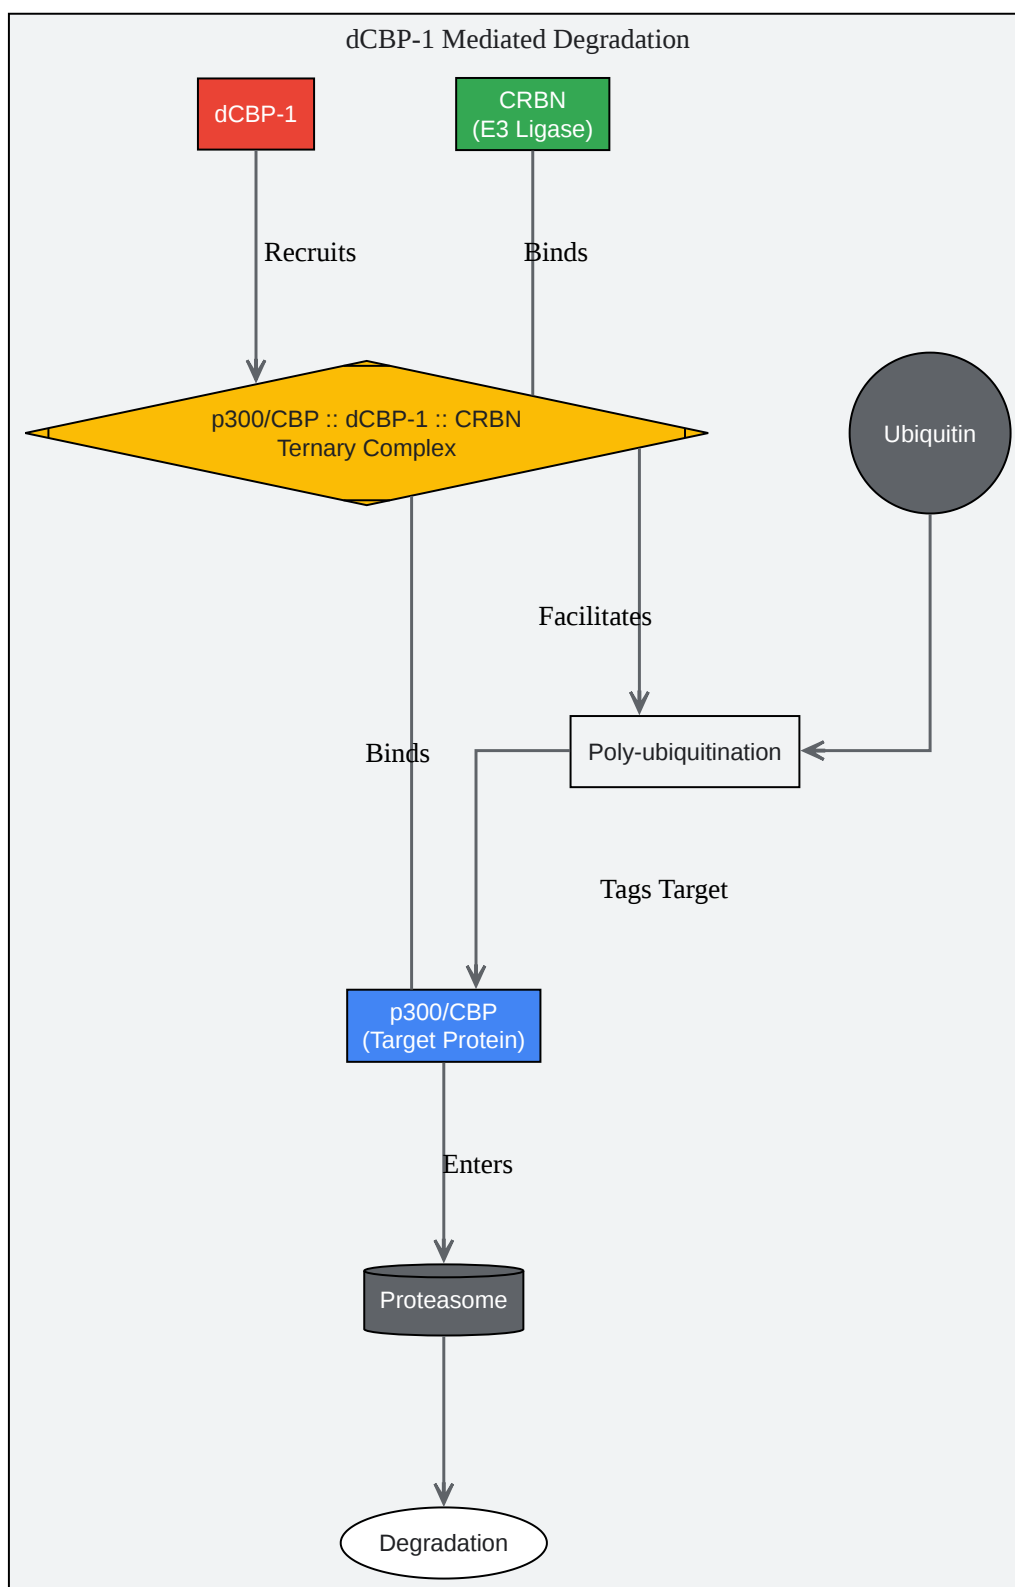 dCBP-1 Mediated Degradation
dCBP-1
CRBN
(E3 Ligase)
Recruits
Binds
p300/CBP :: dCBP-1 :: CRBN
Ternary Complex
Ubiquitin
Facilitates
Binds
Poly-ubiquitination
Tags Target
p300/CBP
(Target Protein)
Enters
Proteasome
Degradation